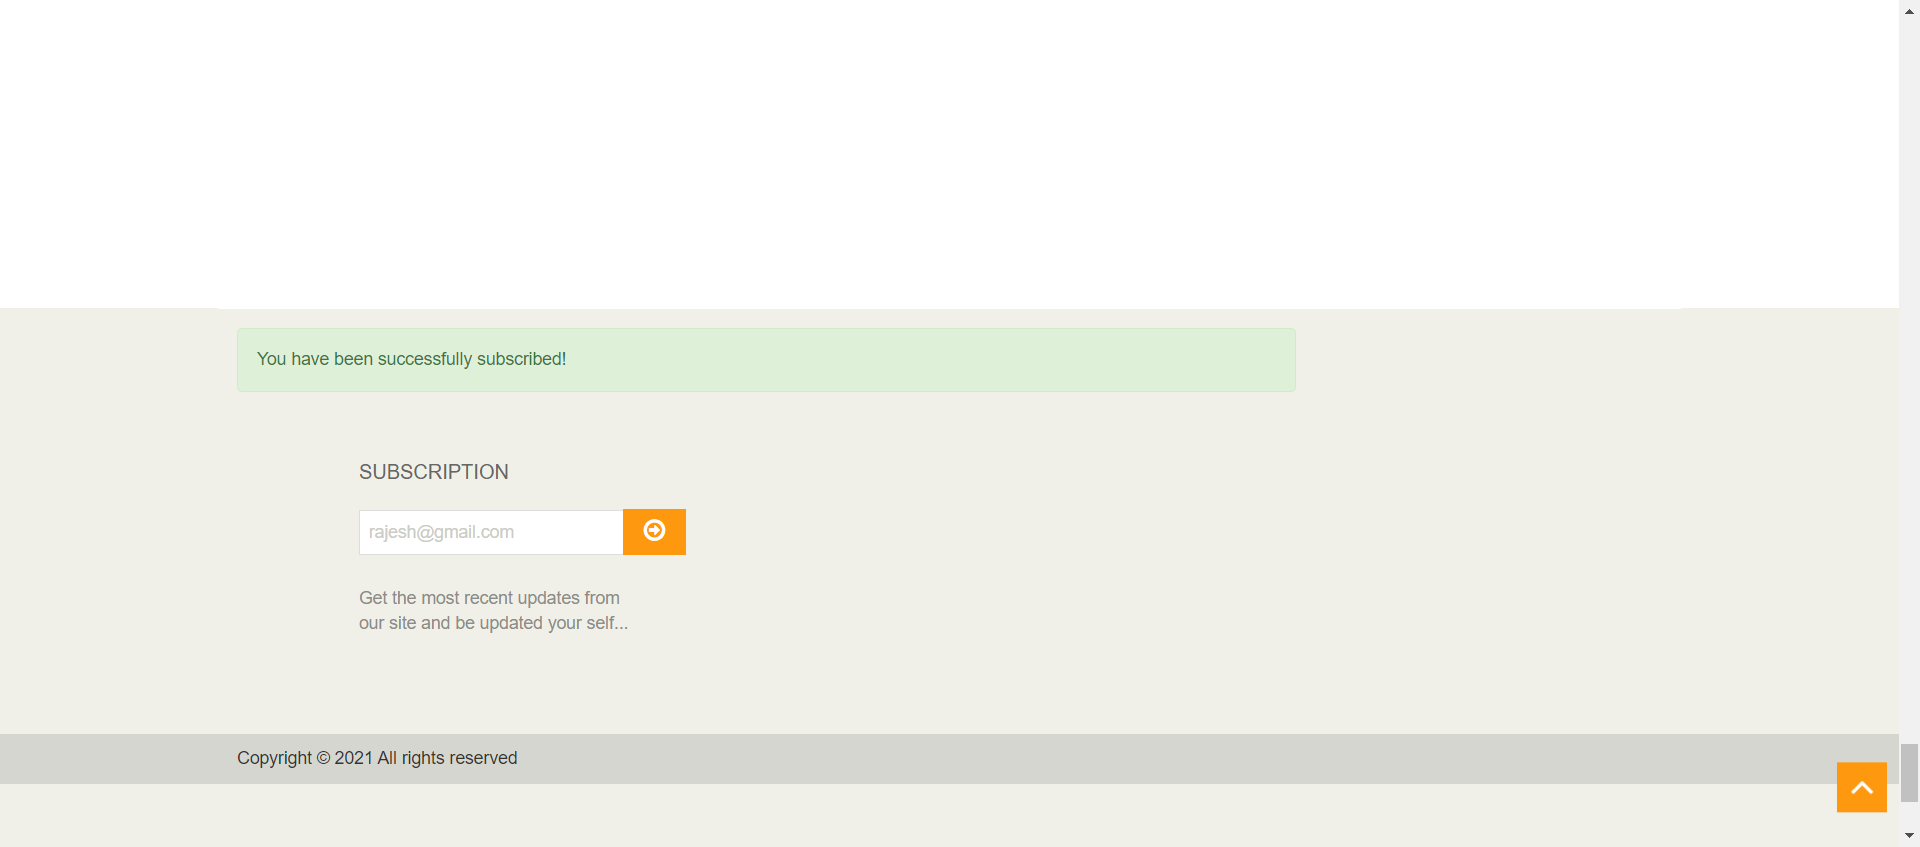 You have been successfully subscribed!
SUBSCRIPTION
rajesh@gmail.com
Get the most recent updates from
our site and be updated your self...
Copyright © 2021 All rights reserved